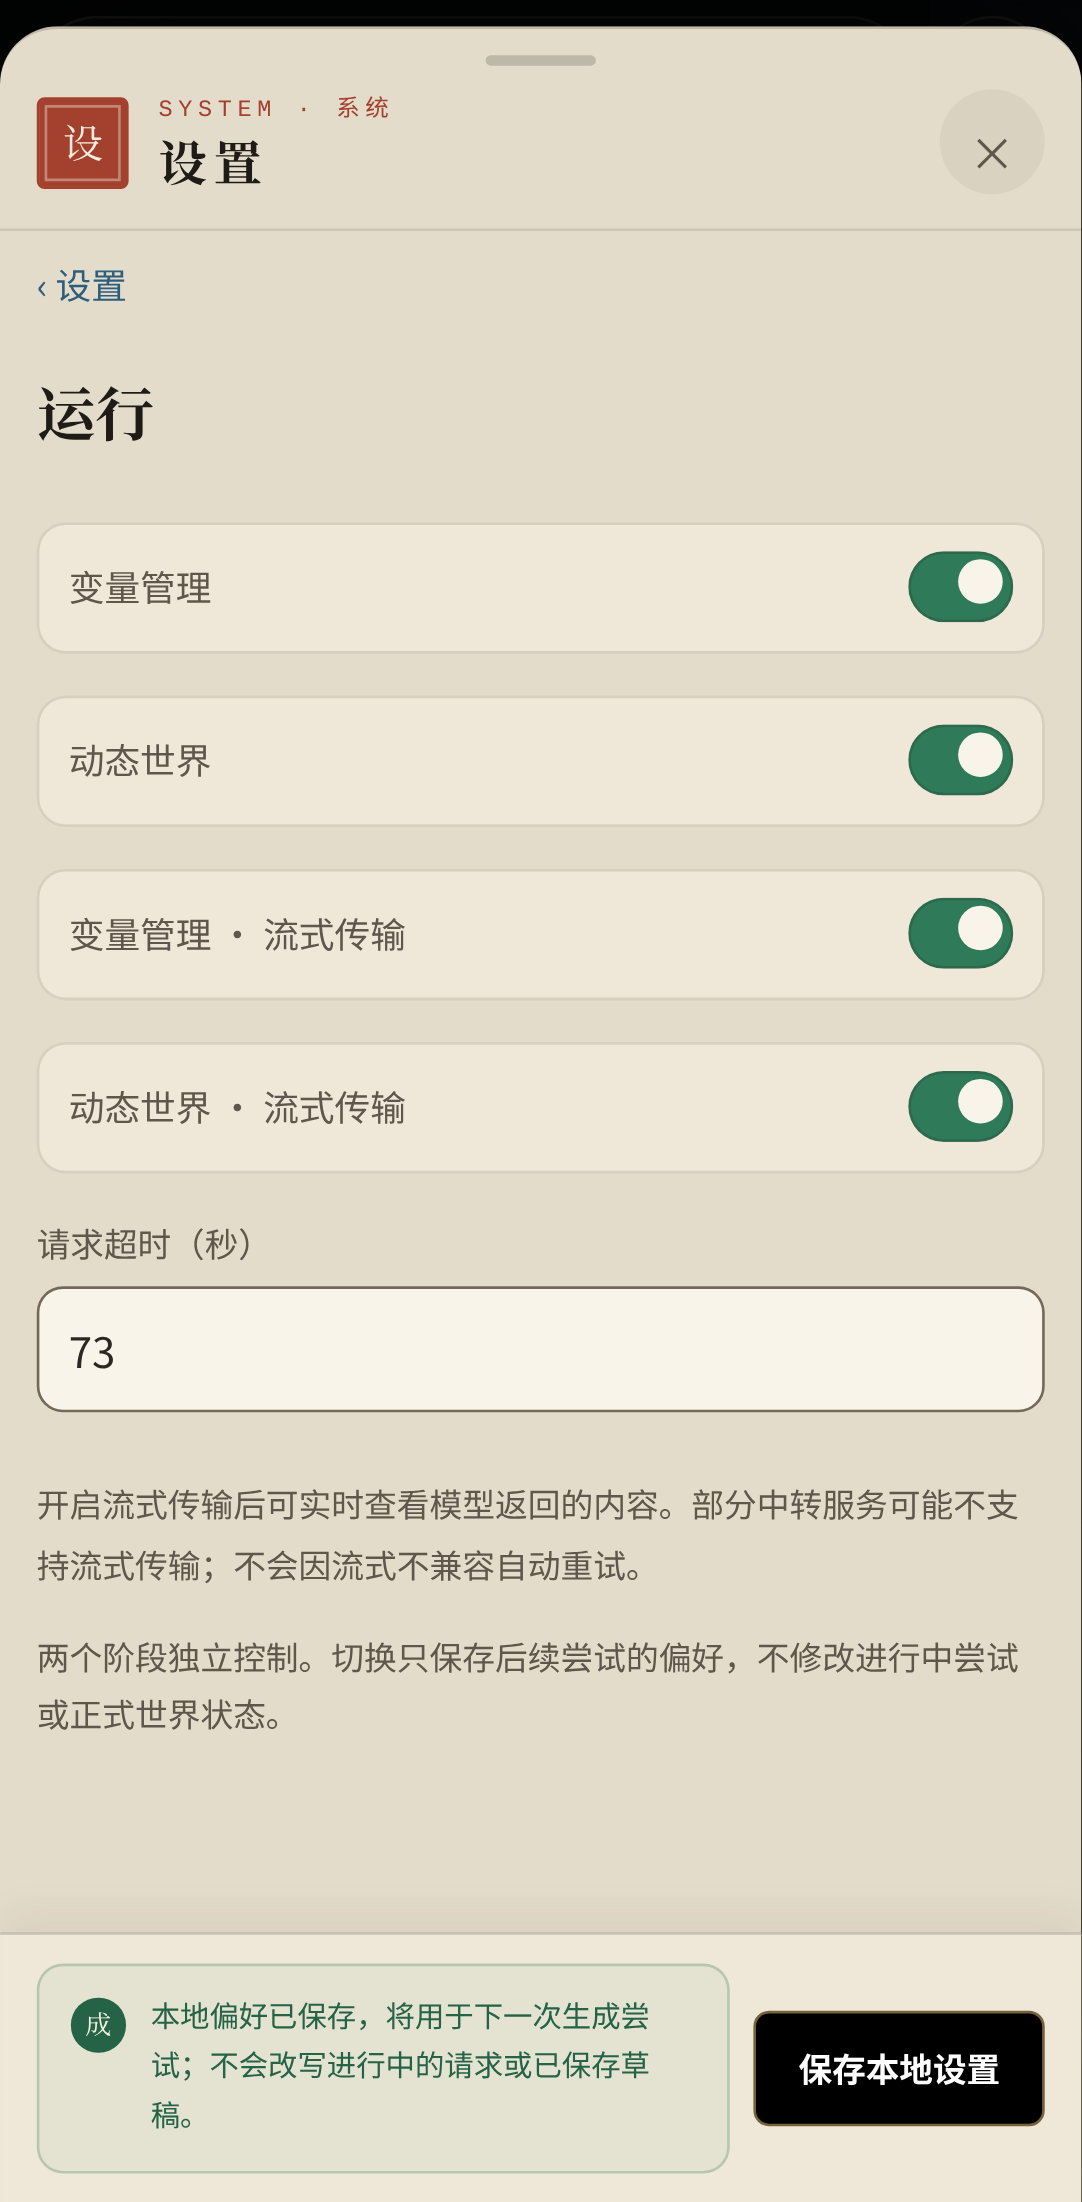 设
SYSTEM · 系统
设置
‹ 设置
运行
变量管理
动态世界
变量管理 · 流式传输
动态世界 · 流式传输
请求超时（秒）
73
开启流式传输后可实时查看模型返回的内容。部分中转服务可能不支
持流式传输；不会因流式不兼容自动重试。
两个阶段独立控制。切换只保存后续尝试的偏好，不修改进行中尝试
或正式世界状态。
成
本地偏好已保存，将用于下一次生成尝
试；不会改写进行中的请求或已保存草
稿。
保存本地设置